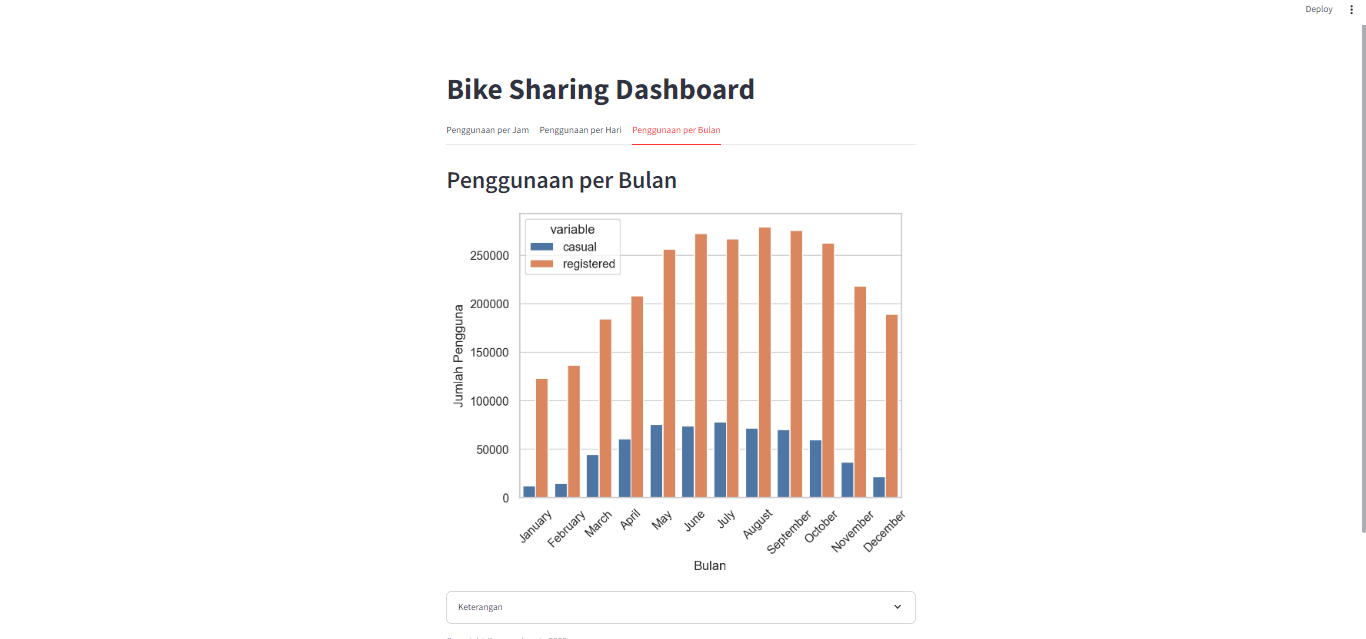 Deploy
Bike Sharing Dashboard
Penggunaan per Jam Penggunaan per Hari Penggunaan per Bulan
Penggunaan per Bulan
variable
casual
registered
250000
200000
150000
100000
50000
0
Jumlah Pengguna
January February March April May June July August September October November December
Bulan
Keterangan